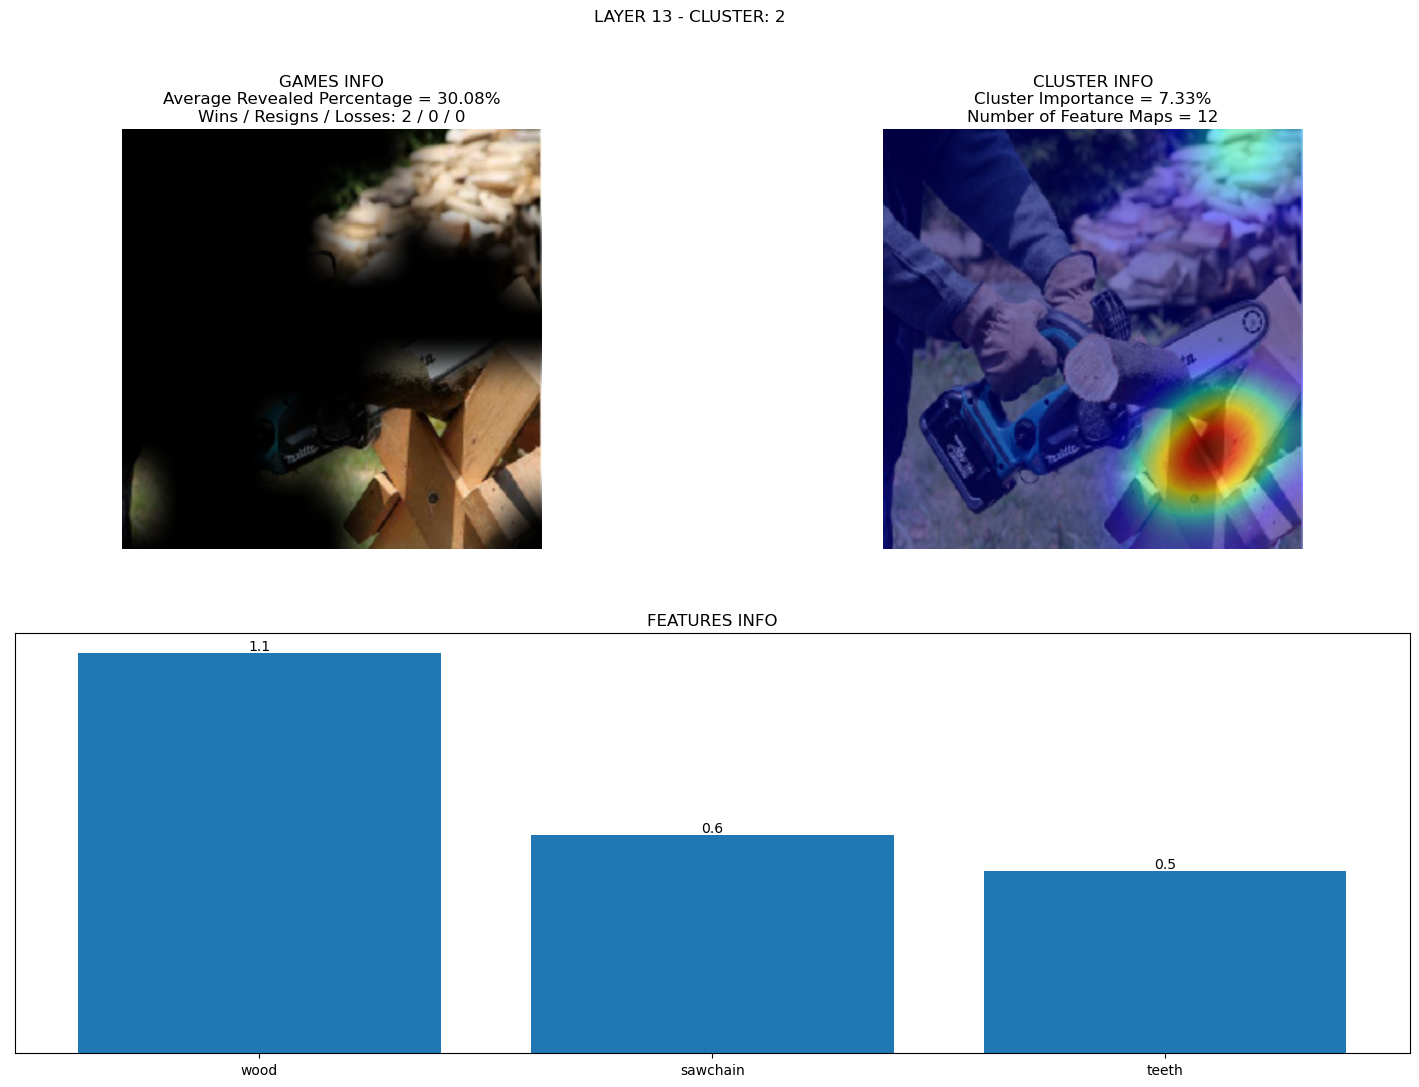 LAYER 13 - CLUSTER: 2
GAMES INFO
Average Revealed Percentage = 30.08%
Wins / Resigns / Losses: 2 / 0 / 0
CLUSTER INFO
Cluster Importance = 7.33%
Number of Feature Maps = 12
makita
makita
FEATURES INFO
1.1
0.6
0.5
wood
sawchain
teeth